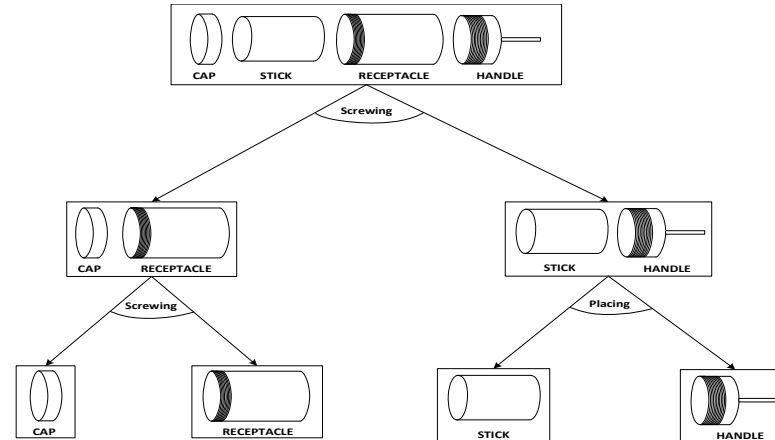 CAP STICK RECEPTACLE HANDLE
Screwing
CAP RECEPTACLE
STICK HANDLE
Screwing
Placing
CAP
RECEPTACLE
STICK
HANDLE